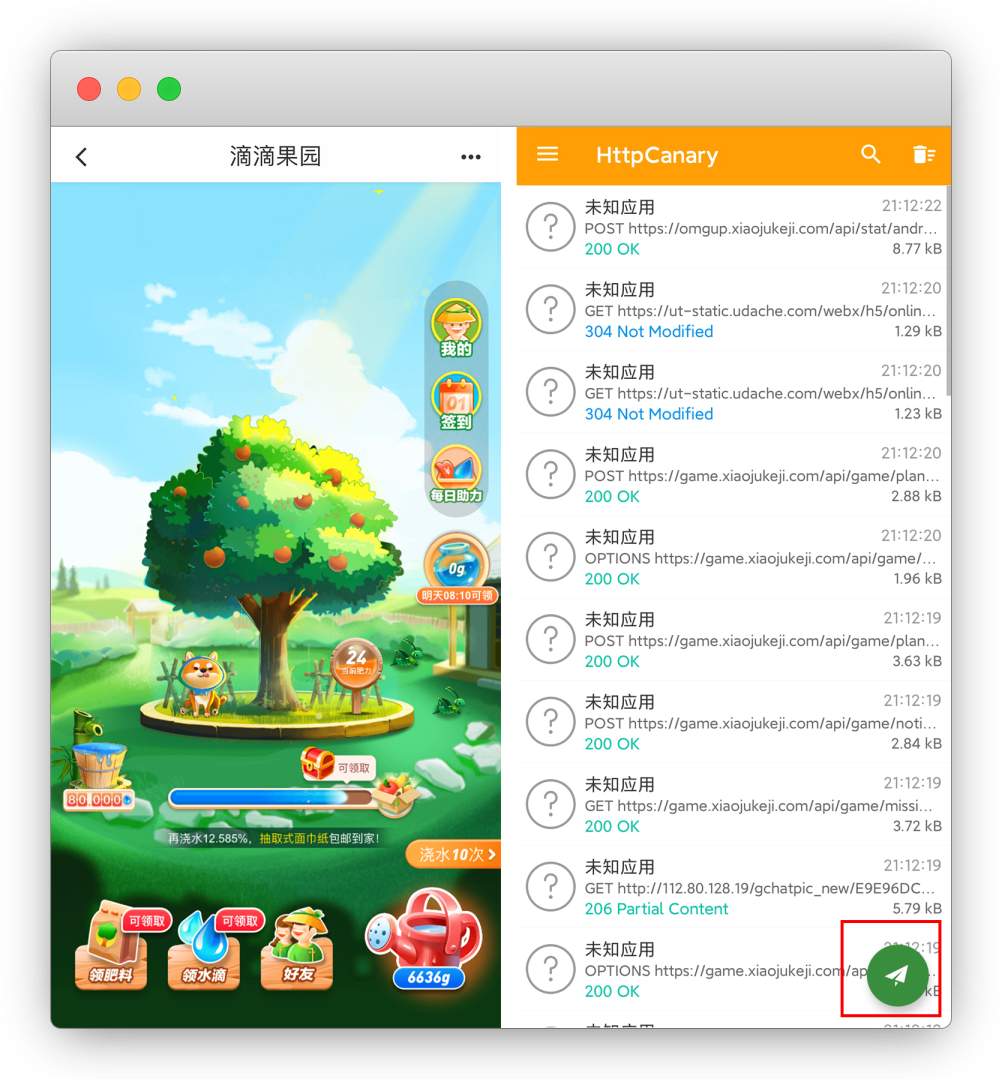 滴滴果园
我的
01
签到
每日助力
0g
明天08:10可领
24
当前肥力
可领取
80,000
再浇水12.585%，抽取式面巾纸包邮到家！
浇水10次
可领取
领肥料
可领取
领水滴
好友
6636g
HttpCanary
未知应用 21:12:22
POST https://omgup.xiaojukeji.com/api/stat/andr...
200 OK 8.77 kB
未知应用 21:12:20
GET https://ut-static.udache.com/webx/h5/onlin...
304 Not Modified 1.29 kB
未知应用 21:12:20
GET https://ut-static.udache.com/webx/h5/onlin...
304 Not Modified 1.23 kB
未知应用 21:12:20
POST https://game.xiaojukeji.com/api/game/plan...
200 OK 2.88 kB
未知应用 21:12:20
OPTIONS https://game.xiaojukeji.com/api/game/...
200 OK 1.96 kB
未知应用 21:12:19
POST https://game.xiaojukeji.com/api/game/plan...
200 OK 3.63 kB
未知应用 21:12:19
POST https://game.xiaojukeji.com/api/game/noti...
200 OK 2.84 kB
未知应用 21:12:19
GET https://game.xiaojukeji.com/api/game/missi...
200 OK 3.72 kB
未知应用 21:12:19
GET http://112.80.128.19/gchatpic_new/E9E96DC...
206 Partial Content 5.79 kB
未知应用 21:12:19
OPTIONS https://game.xiaojukeji.com/ap
200 OK kB